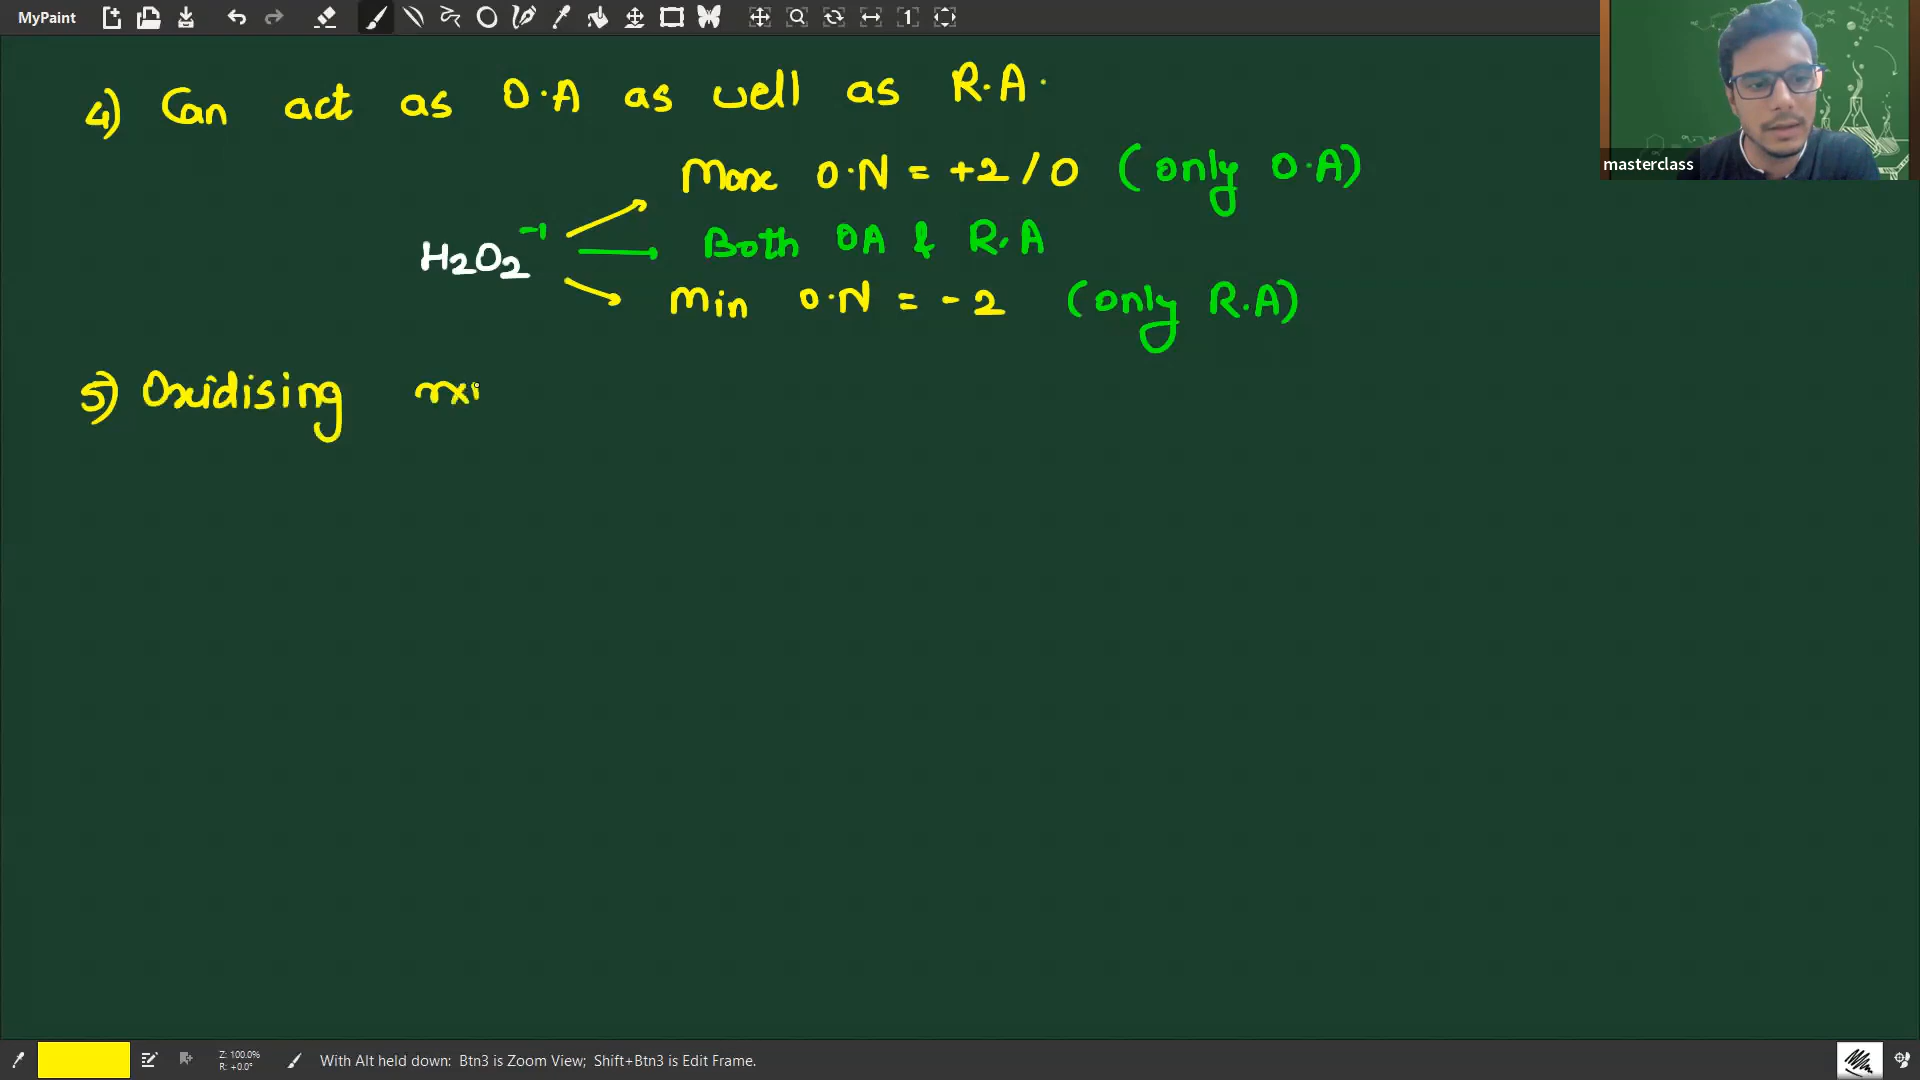 MyPaint
4) Can act as O.A as well as R.A.
masterclass
Max O.N = +2 / 0 (only O.A)
H2O2 -1 Both OA & R.A
Min O.N = -2 (only R.A)
5) Oxidising rxi
Z: 100.0%
R: +0.0°
With Alt held down: Btn3 is Zoom View; Shift+Btn3 is Edit Frame.